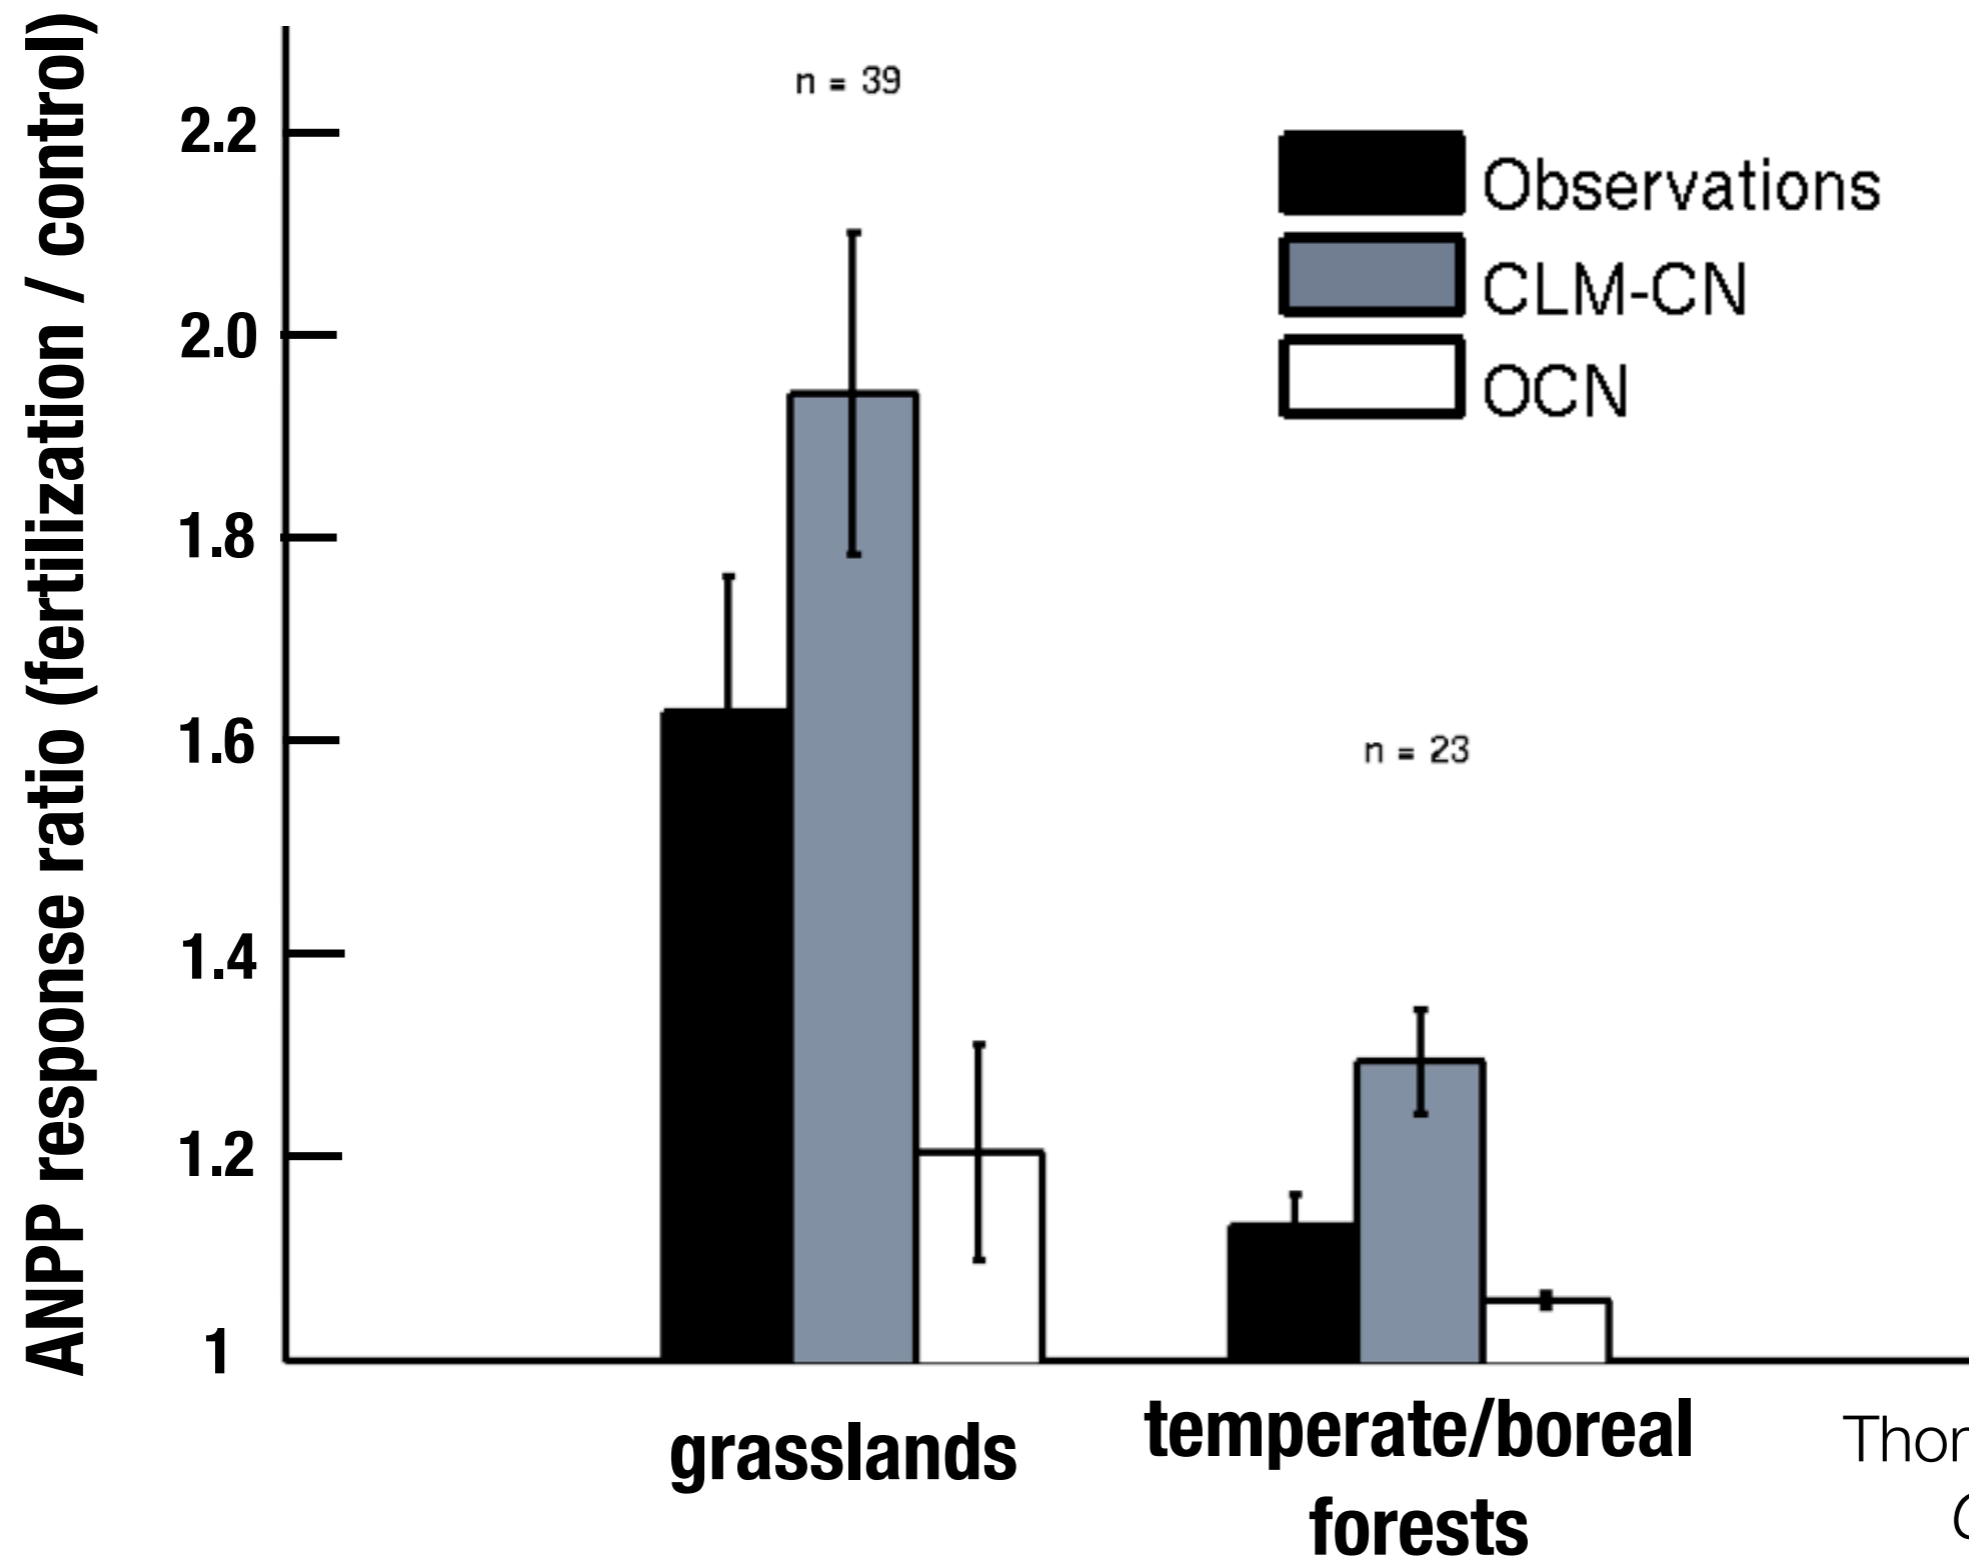 ANPP response ratio (fertilization / control)
2.2
2.0
1.8
1.6
1.4
1.2
1
n = 39
n = 23
Observations
CLM-CN
OCN
grasslands
temperate/boreal
forests